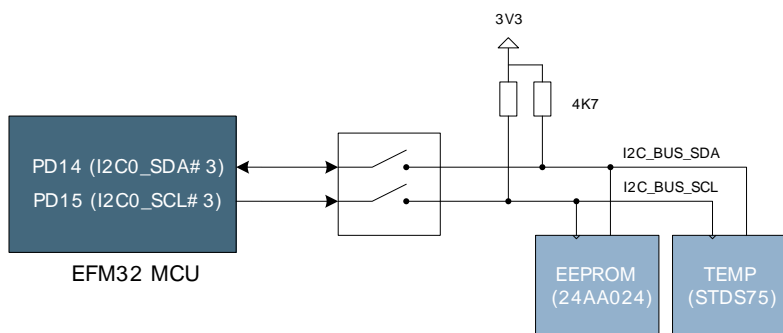 3V3
4K7
PD14 (I2C0_SDA# 3)
I2C_BUS_SDA
PD15 (I2C0_SCL# 3)
I2C_BUS_SCL
EFM32 MCU
EEPROM
(24AA024)
TEMP
(STDS75)